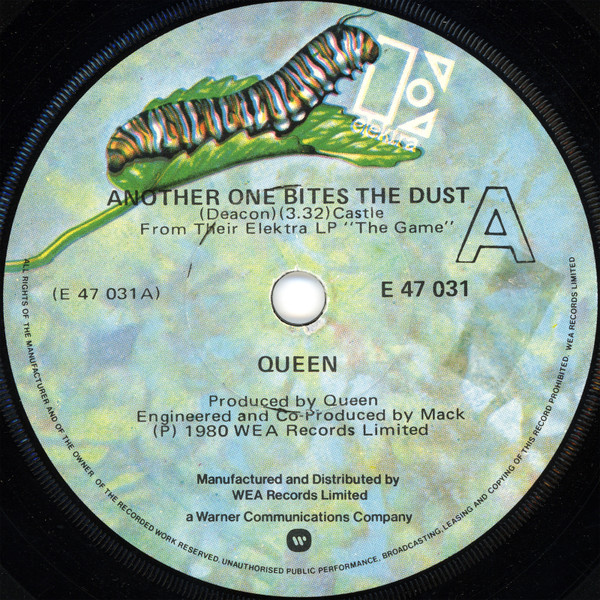 elektra
ANOTHER ONE BITES THE DUST
A
(Deacon)(3.32)Castle
From Their Elektra LP "The Game"
(E 47 031A)
E 47 031
QUEEN
Produced by Queen
Engineered and Co-Produced by Mack
(P) 1980 WEA Records Limited
Manufactured and Distributed by
WEA Records Limited
a Warner Communications Company
ALL RIGHTS OF THE MANUFACTURER AND OF THE OWNER OF THE RECORDED WORK RESERVED. UNAUTHORISED PUBLIC PERFORMANCE, BROADCASTING, LEASING AND COPYING OF THIS RECORD PROHIBITED. WEA RECORDS LIMITED